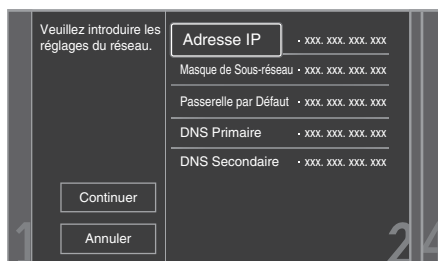 Veuillez introduire les
réglages du réseau.
Adresse IP · xxx. xxx. xxx. xxx
Masque de Sous-réseau · xxx. xxx. xxx. xxx
Passerelle par Défaut · xxx. xxx. xxx. xxx
DNS Primaire · xxx. xxx. xxx. xxx
DNS Secondaire · xxx. xxx. xxx. xxx
Continuer
Annuler
1
24